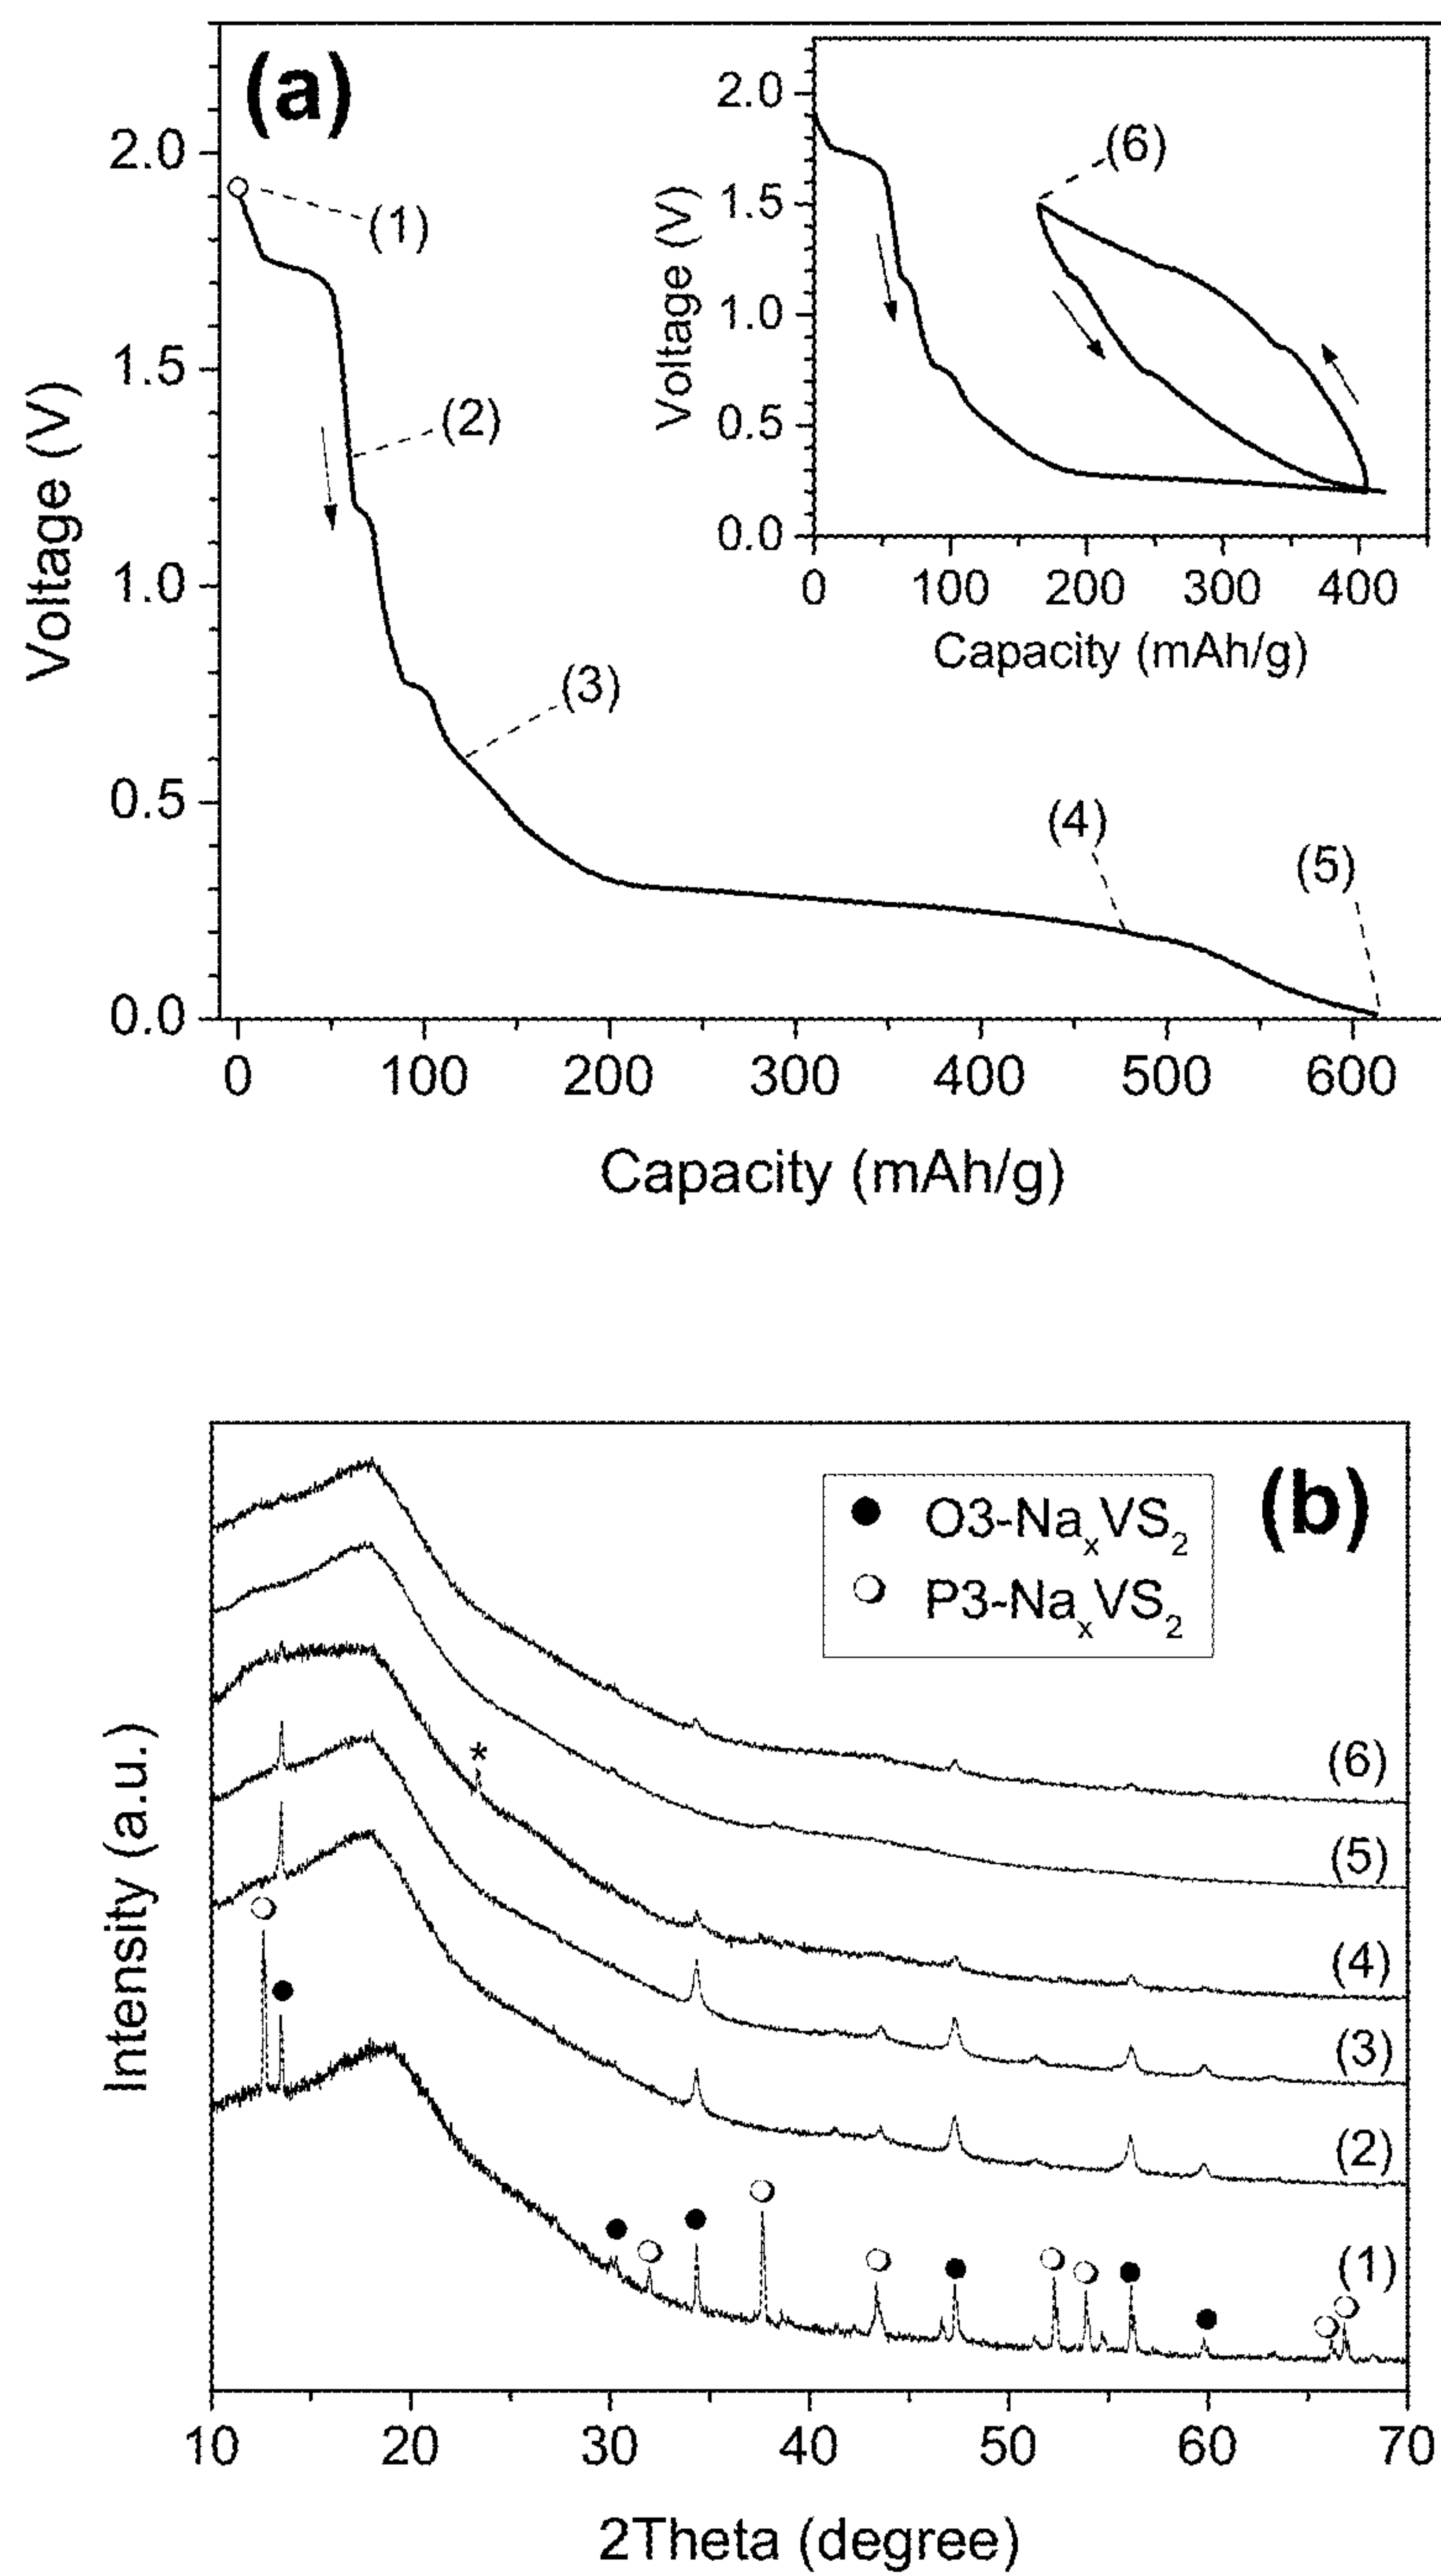 (a)
2.0
1.5
1.0
0.5
0.0
Voltage (V)
(1)
(2)
(3)
(4)
(5)
0 100 200 300 400 500 600
Capacity (mAh/g)
2.0
1.5
1.0
0.5
0.0
Voltage (V)
(6)
0 100 200 300 400
Capacity (mAh/g)
(b)
O3-NaₓVS₂
P3-NaₓVS₂
Intensity (a.u.)
*
(6)
(5)
(4)
(3)
(2)
(1)
10 20 30 40 50 60 70
2Theta (degree)